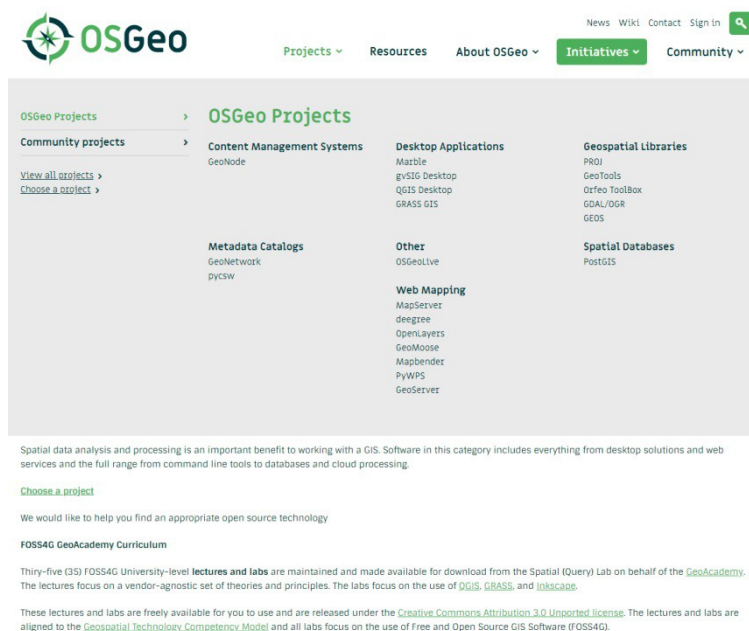 OSGeo
News Wiki Contact Sign in
Projects Resources About OSGeo Initiatives Community
OSGeo Projects
Community projects
View all projects
Choose a project
OSGeo Projects
Content Management Systems
GeoNode
Desktop Applications
Marble
gvSIG Desktop
QGIS Desktop
GRASS GIS
Geospatial Libraries
PROJ
GeoTools
Orfeo ToolBox
GDAL/OGR
GEOS
Metadata Catalogs
GeoNetwork
pycsw
Other
OSGeoLive
Spatial Databases
PostGIS
Web Mapping
MapServer
deegree
OpenLayers
GeoMoose
Mapbender
PyWPS
GeoServer
Spatial data analysis and processing is an important benefit to working with a GIS. Software in this category includes everything from desktop solutions and web
services and the full range from command line tools to databases and cloud processing.
Choose a project
We would like to help you find an appropriate open source technology
FOSS4G GeoAcademy Curriculum
Thiry-five (35) FOSS4G University-level lectures and labs are maintained and made available for download from the Spatial (Query) Lab on behalf of the GeoAcademy.
The lectures focus on a vendor-agnostic set of theories and principles. The labs focus on the use of QGIS, GRASS, and Inkscape.
These lectures and labs are freely available for you to use and are released under the Creative Commons Attribution 3.0 Unported license. The lectures and labs are
aligned to the Geospatial Technology Competency Model and all labs focus on the use of Free and Open Source GIS Software (FOSS4G).